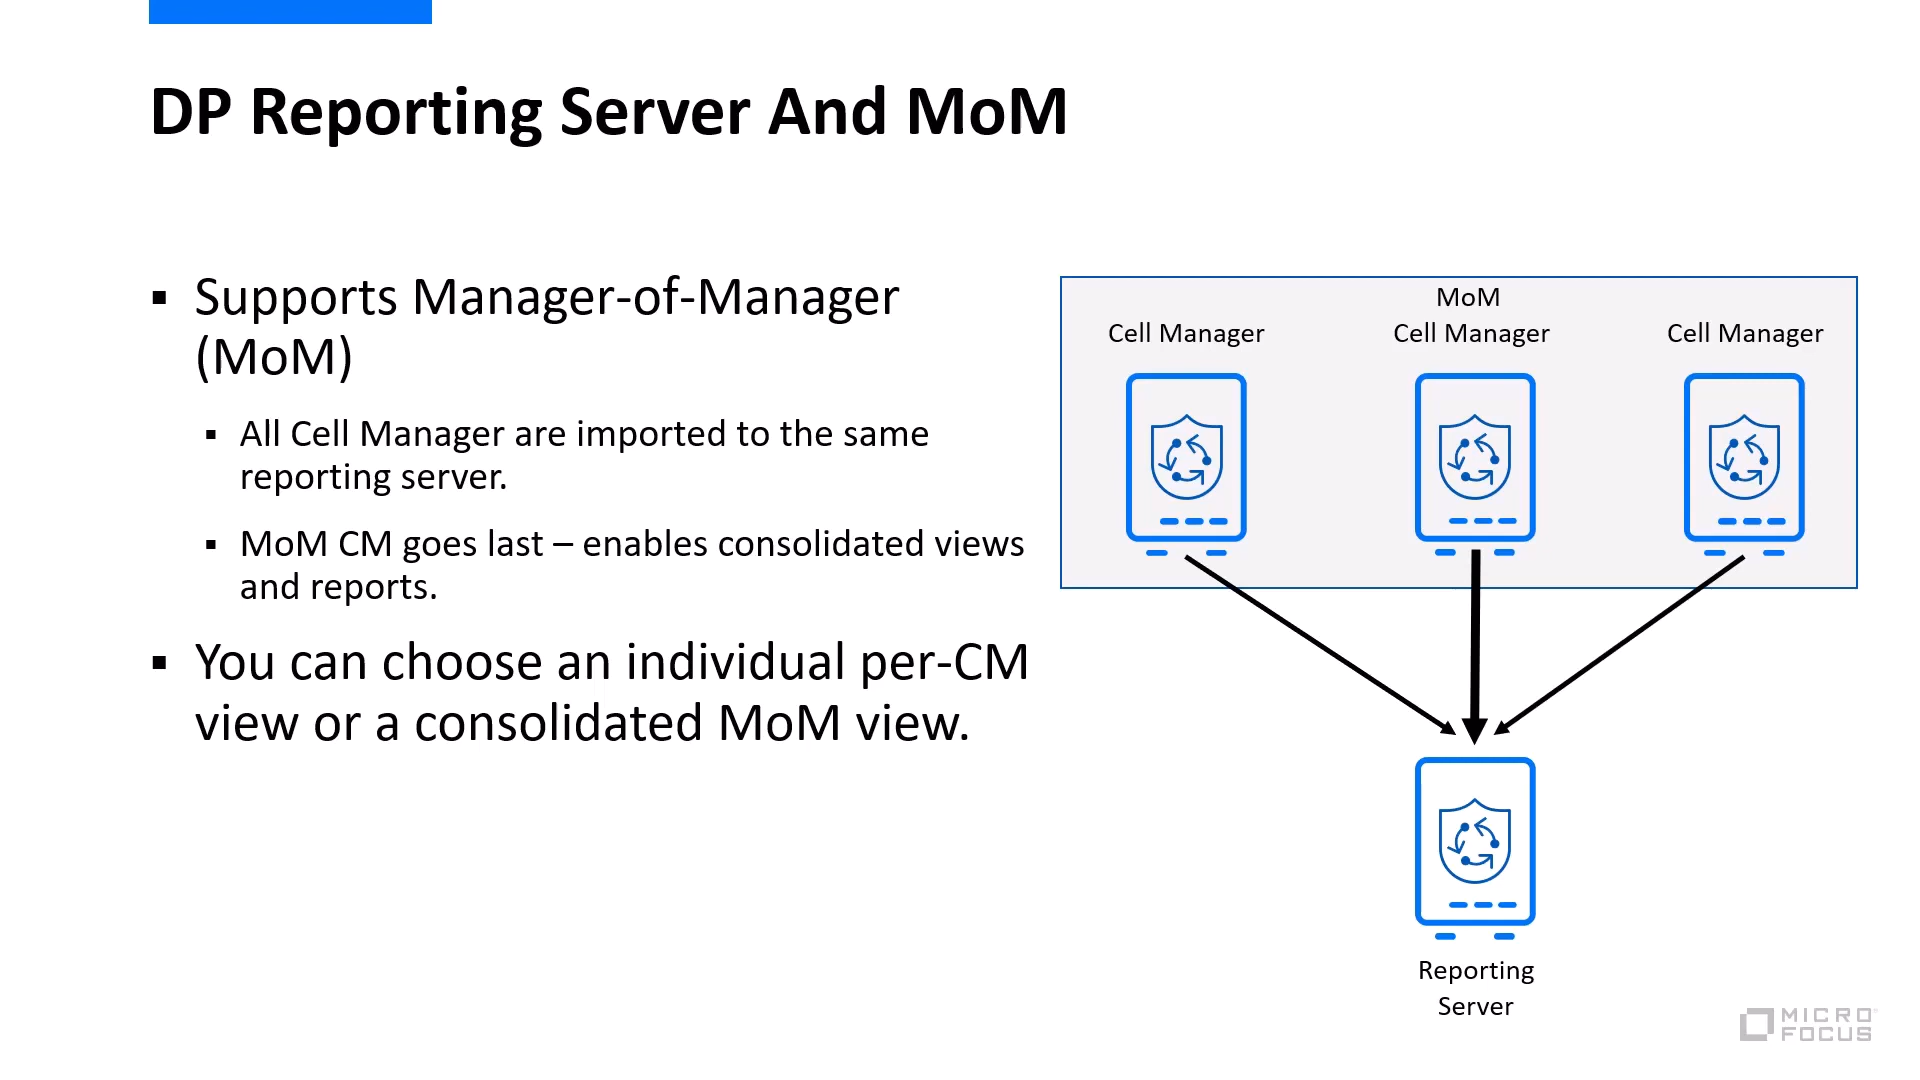 DP Reporting Server And MoM
▪ Supports Manager-of-Manager
(MoM)
▪ All Cell Manager are imported to the same
reporting server.
▪ MoM CM goes last – enables consolidated views
and reports.
▪ You can choose an individual per-CM
view or a consolidated MoM view.
MoM
Cell Manager
Cell Manager
Cell Manager
Reporting
Server
MICRO
FOCUS